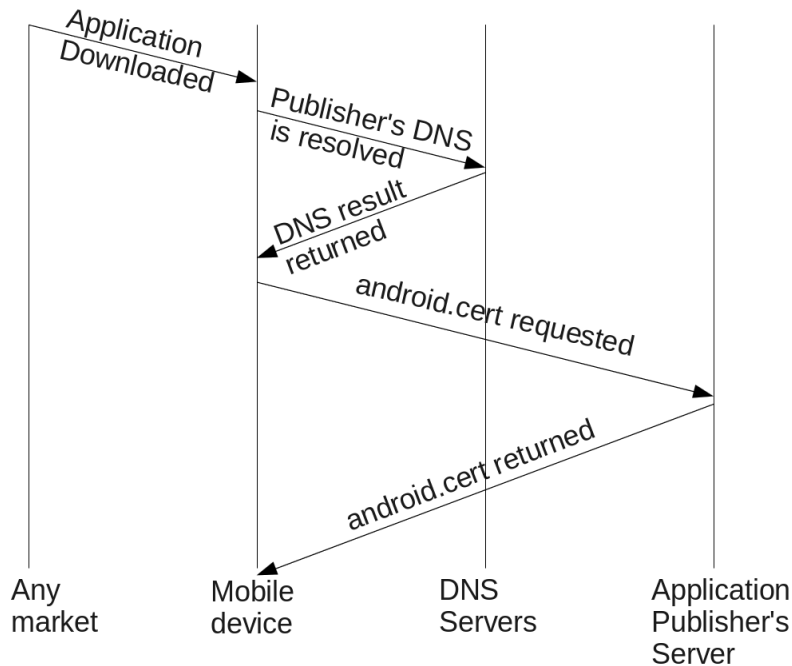 Application
Downloaded
Publisher's DNS
is resolved
DNS result
returned
android.cert requested
android.cert returned
Any
market
Mobile
device
DNS
Servers
Application
Publisher's
Server